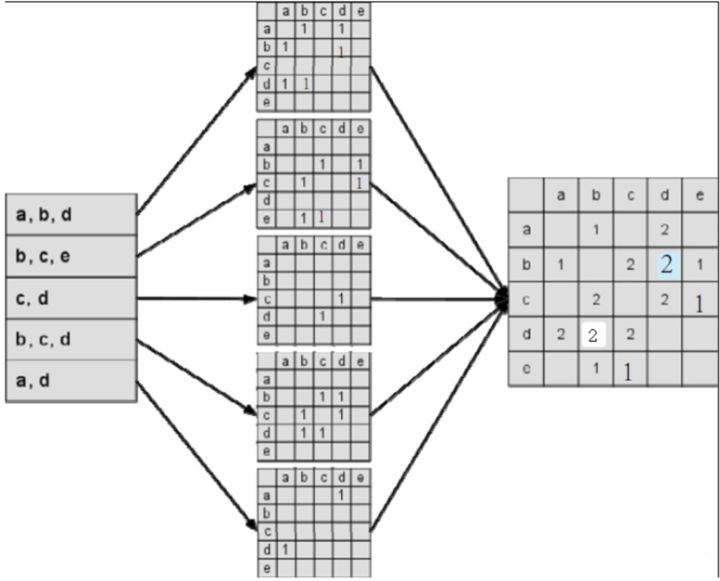 a, b, d
b, c, e
c, d
b, c, d
a, d
a b c d e
a 1 1
b 1 1
c
d 1 1
e
a b c d e
a
b 1 1
c 1 1
d
e 1 1
a b c d e
a
b
c 1
d 1
e
a b c d e
a
b 1 1
c 1 1
d 1 1
e
a b c d e
a 1
b
c
d 1
e
a b c d e
a 1 2
b 1 2 2 1
c 2 2 1
d 2 2 2
e 1 1